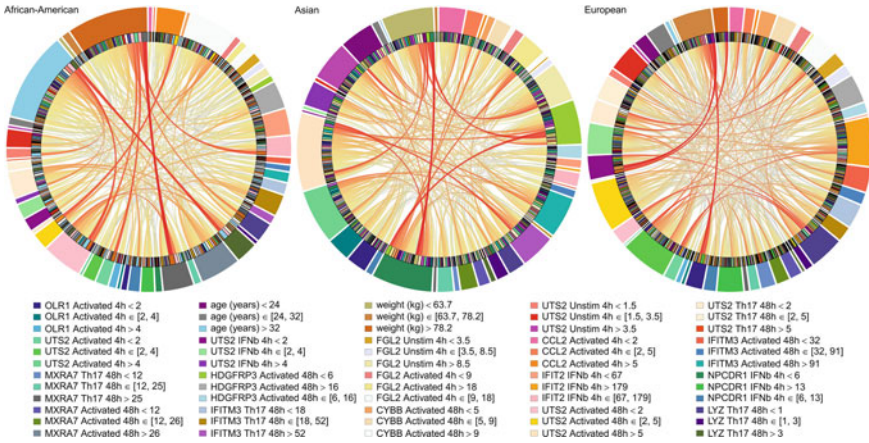 African-American
Asian
European
OLR1 Activated 4h < 2
OLR1 Activated 4h ∈ [2, 4]
OLR1 Activated 4h > 4
UTS2 Activated 4h < 2
UTS2 Activated 4h ∈ [2, 4]
UTS2 Activated 4h > 4
MXRA7 Th17 48h < 12
MXRA7 Th17 48h ∈ [12, 25]
MXRA7 Th17 48h > 25
MXRA7 Activated 48h < 12
MXRA7 Activated 48h ∈ [12, 26]
MXRA7 Activated 48h > 26
age (years) < 24
age (years) ∈ [24, 32]
age (years) > 32
UTS2 IFNb 4h < 2
UTS2 IFNb 4h ∈ [2, 4]
UTS2 IFNb 4h > 4
HDGFRP3 Activated 48h < 6
HDGFRP3 Activated 48h > 16
HDGFRP3 Activated 48h ∈ [6, 16]
IFITM3 Th17 48h < 18
IFITM3 Th17 48h ∈ [18, 52]
IFITM3 Th17 48h > 52
weight (kg) < 63.7
weight (kg) ∈ [63.7, 78.2]
weight (kg) > 78.2
FGL2 Unstim 4h < 3.5
FGL2 Unstim 4h ∈ [3.5, 8.5]
FGL2 Unstim 4h > 8.5
FGL2 Activated 4h < 9
FGL2 Activated 4h > 18
FGL2 Activated 4h ∈ [9, 18]
CYBB Activated 48h < 5
CYBB Activated 48h ∈ [5, 9]
CYBB Activated 48h > 9
UTS2 Unstim 4h < 1.5
UTS2 Unstim 4h ∈ [1.5, 3.5]
UTS2 Unstim 4h > 3.5
CCL2 Activated 4h < 2
CCL2 Activated 4h ∈ [2, 5]
CCL2 Activated 4h > 5
IFIT2 IFNb 4h < 67
IFIT2 IFNb 4h > 179
IFIT2 IFNb 4h ∈ [67, 179]
UTS2 Activated 48h < 2
UTS2 Activated 48h ∈ [2, 5]
UTS2 Activated 48h > 5
UTS2 Th17 48h < 2
UTS2 Th17 48h ∈ [2, 5]
UTS2 Th17 48h > 5
IFITM3 Activated 48h < 32
IFITM3 Activated 48h ∈ [32, 91]
IFITM3 Activated 48h > 91
NPCDR1 IFNb 4h < 6
NPCDR1 IFNb 4h > 13
NPCDR1 IFNb 4h ∈ [6, 13]
LYZ Th17 48h < 1
LYZ Th17 48h ∈ [1, 3]
LYZ Th17 48h > 3